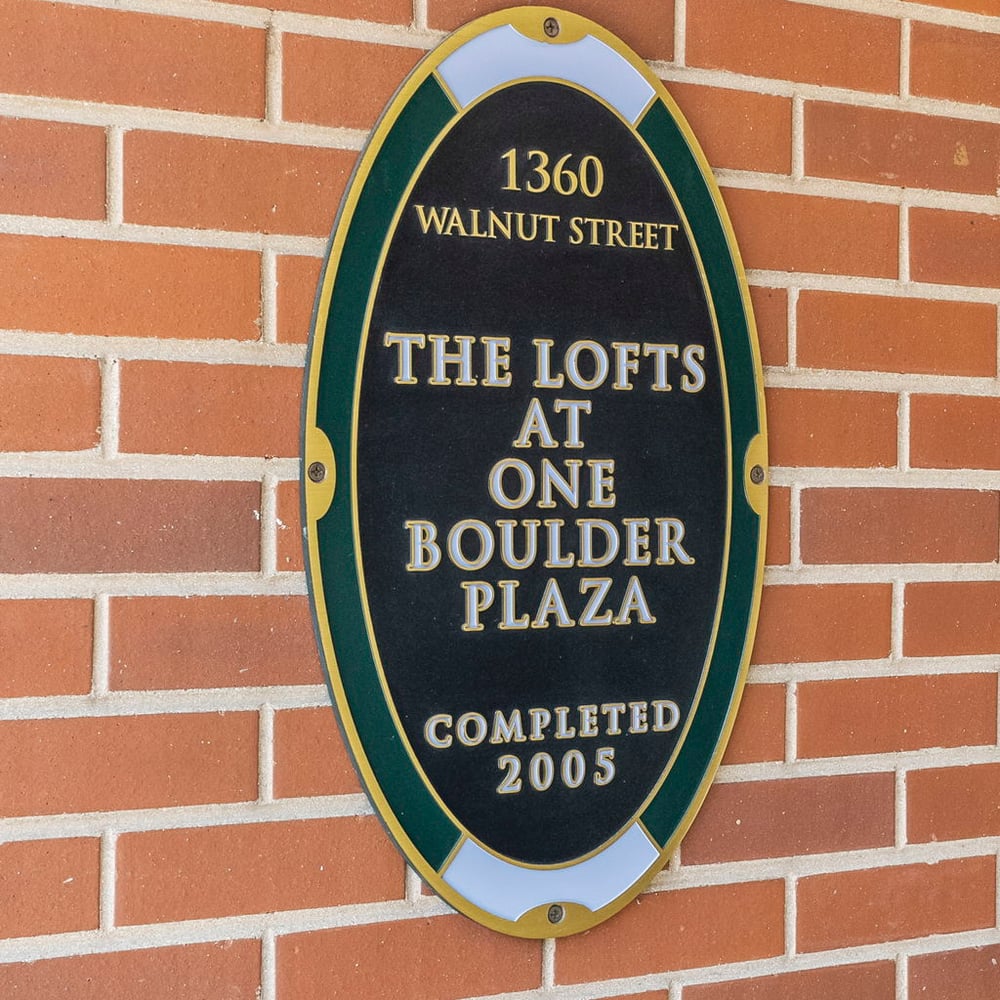 1360
WALNUT STREET
THE LOFTS
AT
ONE
BOULDER
PLAZA
COMPLETED
2005